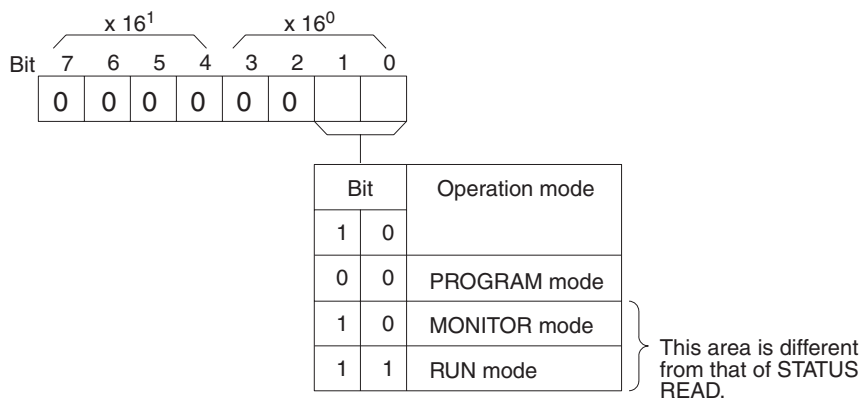 x 16¹ x 16⁰
Bit 7 6 5 4 3 2 1 0
0 0 0 0 0 0
Bit Operation mode
1 0
0 0 PROGRAM mode
1 0 MONITOR mode
1 1 RUN mode
This area is different
from that of STATUS
READ.